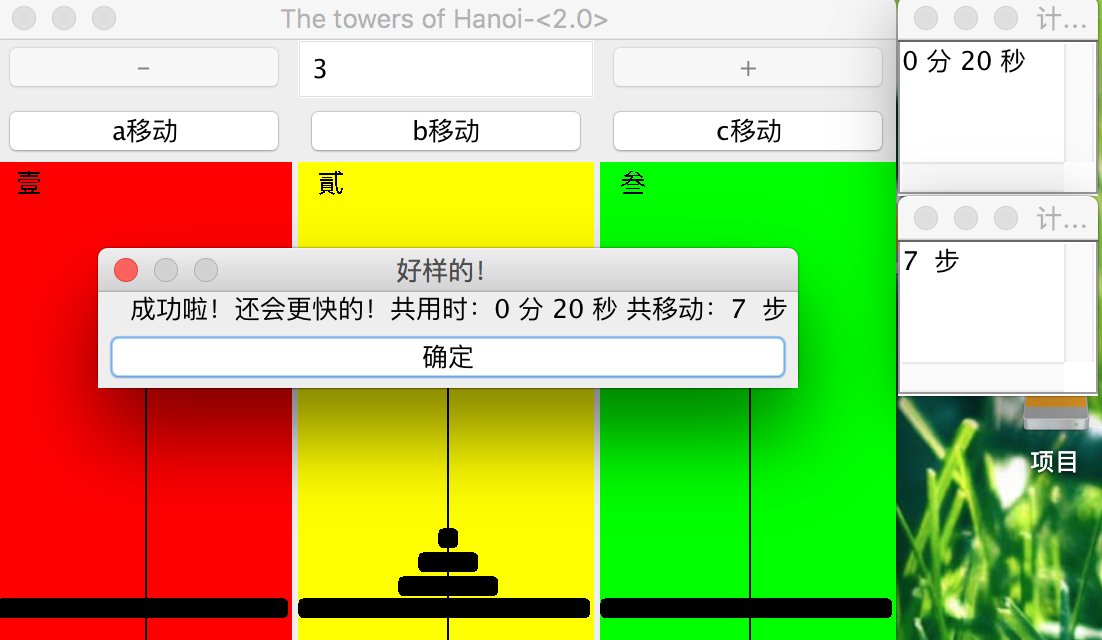 The towers of Hanoi-<2.0>
计...
–
3
+
0 分 20 秒
a移动
b移动
c移动
壹
貳
叁
计...
7 步
好样的！
成功啦！还会更快的！共用时：0 分 20 秒 共移动：7 步
确定
项目